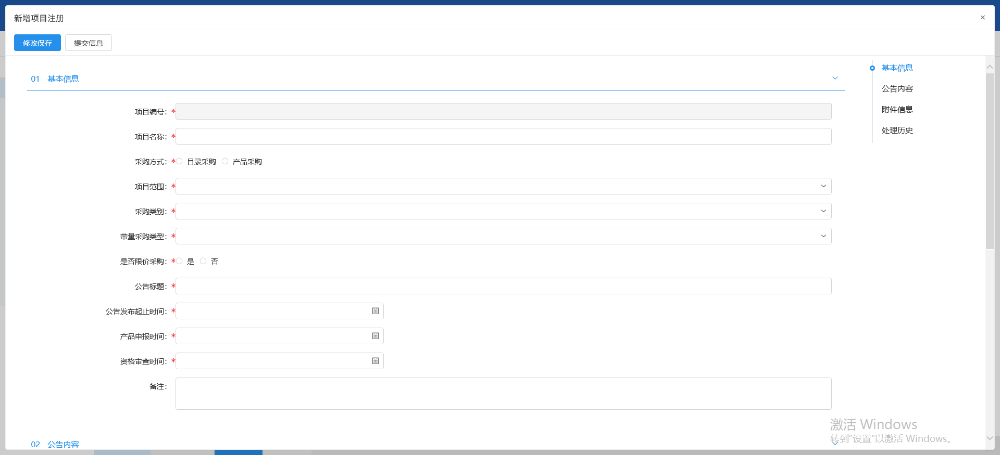 新增项目注册
×
修改保存 提交信息
01 基本信息
项目编号：*
项目名称：*
采购方式：* 目录采购 产品采购
项目范围：*
采购类别：*
带量采购类型：*
是否限价采购：* 是 否
公告标题：*
公告发布起止时间：*
产品申报时间：*
资格审查时间：*
备注：
02 公告内容
基本信息
公告内容
附件信息
处理历史
激活 Windows
转到“设置”以激活 Windows。